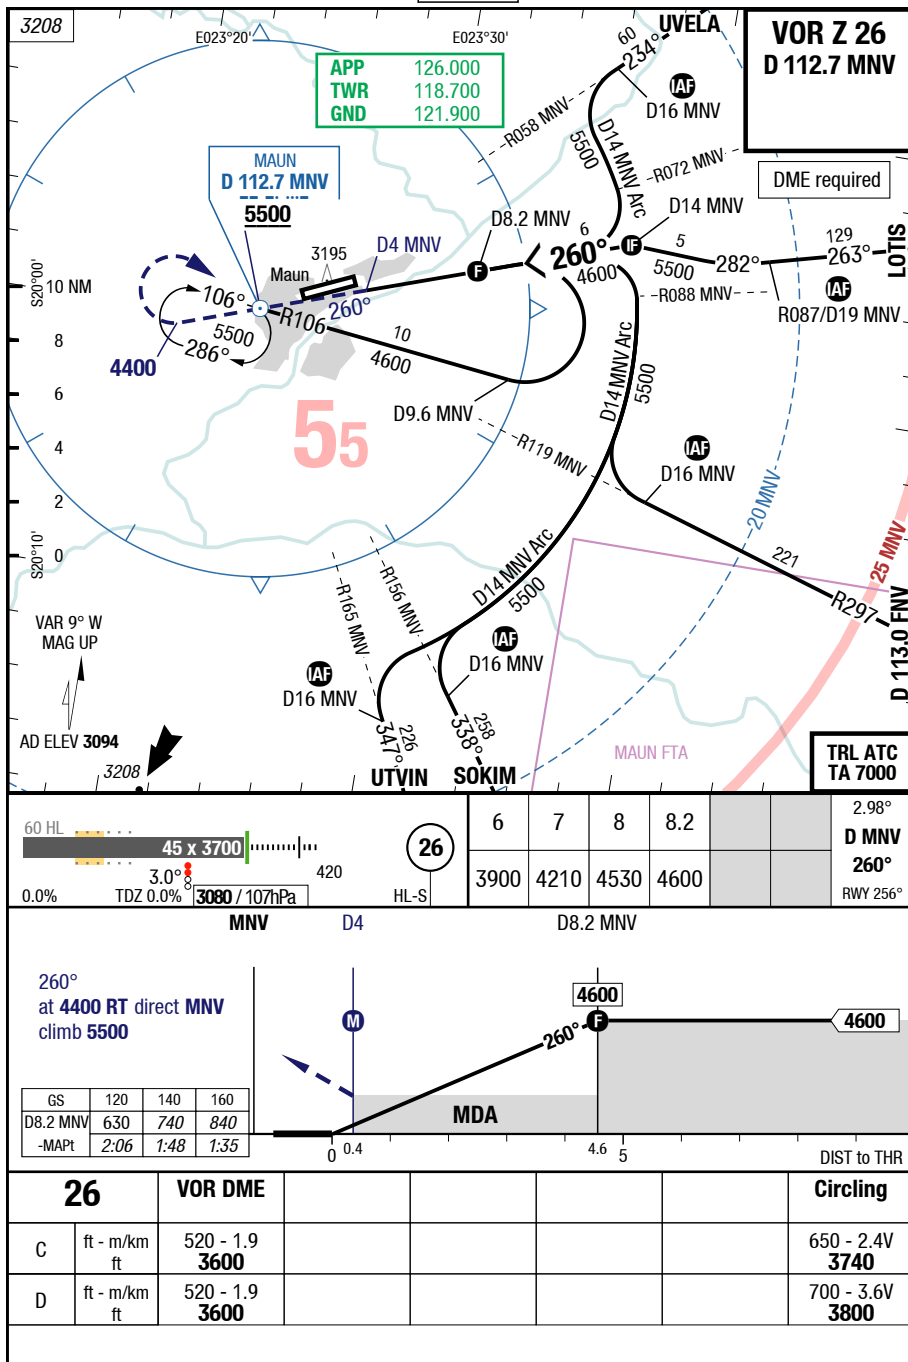 3208
E023°20'
E023°30'
UVELA
60
234°
VOR Z 26
D 112.7 MNV
APP 126.000
TWR 118.700
GND 121.900
IAF
D16 MNV
R058 MNV
5500
D14 MNV Arc
R072 MNV
DME required
MAUN
D 112.7 MNV
5500
D8.2 MNV
D14 MNV
6
129
3195
D4 MNV
260°
IF
5
F
4600
5500
282°
263°
LOTIS
Maun
S20°00'
10 NM
106°
R106
260°
R088 MNV
IAF
R087/D19 MNV
5500
286°
10
4600
8
4400
D14 MNV Arc
5500
6
D9.6 MNV
55
4
R119 MNV
IAF
D16 MNV
2
20 MNV
S20°10'
0
D14 MNV Arc
5500
221
25 MNV
R165 MNV
R156 MNV
R297
D 113.0 FNV
VAR 9° W
MAG UP
IAF
D16 MNV
IAF
D16 MNV
AD ELEV 3094
226
347°
258
338°
MAUN FTA
TRL ATC
TA 7000
3208
UTVIN
SOKIM
60 HL
45 x 3700
420
3.0°
0.0%
TDZ 0.0%
3080 / 107hPa
HL-S
26
6 7 8 8.2
3900 4210 4530 4600
2.98°
D MNV
260°
RWY 256°
MNV
D4
D8.2 MNV
260°
at 4400 RT direct MNV
climb 5500
M
4600
F
4600
260°
MDA
GS 120 140 160
D8.2 MNV 630 740 840
-MAPt 2:06 1:48 1:35
0
0.4
4.6
5
DIST to THR
26 VOR DME Circling
C ft - m/km 520 - 1.9 650 - 2.4V
ft 3600 3740
D ft - m/km 520 - 1.9 700 - 3.6V
ft 3600 3800